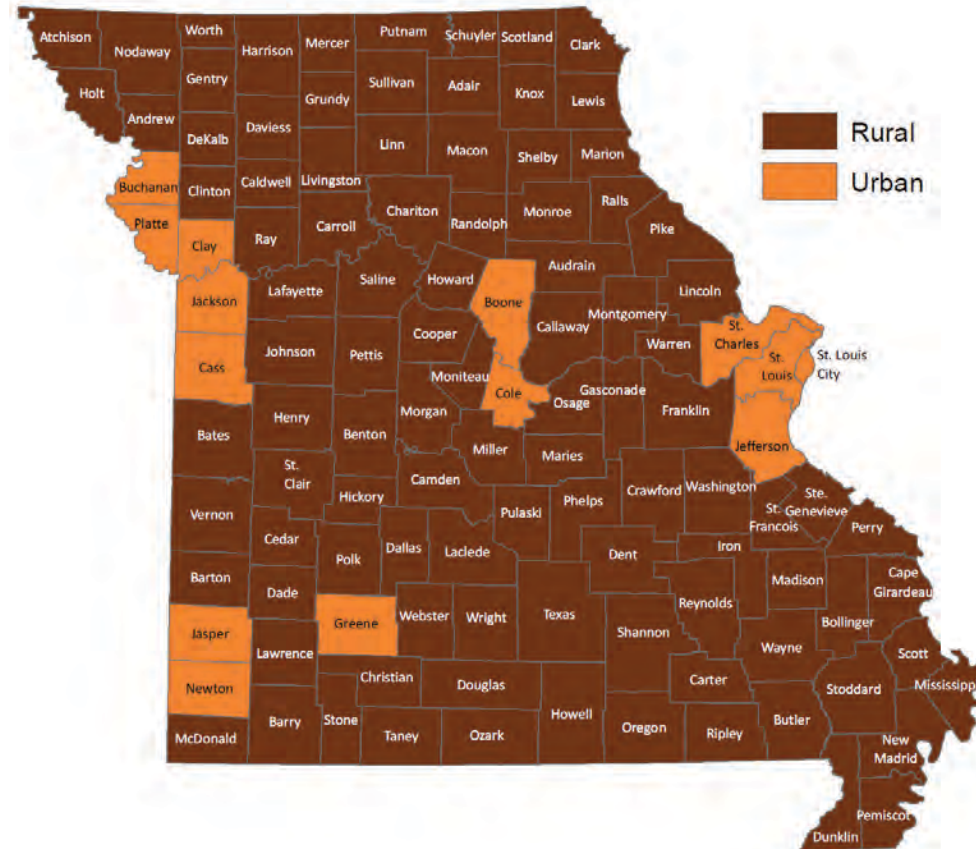 Atchison
Nodaway
Worth
Harrison
Mercer
Putnam
Schuyler
Scotland
Clark
Holt
Gentry
Sullivan
Adair
Knox
Lewis
Andrew
DeKalb
Daviess
Grundy
Linn
Macon
Shelby
Marion
Rural
Urban
Buchanan
Clinton
Caldwell
Livingston
Chariton
Randolph
Monroe
Ralls
Platte
Clay
Ray
Carroll
Pike
Jackson
Lafayette
Saline
Howard
Boone
Audrain
Callaway
Montgomery
Lincoln
Warren
St.
Charles
St.
Louis
St. Louis
City
Cass
Johnson
Pettis
Cooper
Moniteau
Cole
Osage
Gasconade
Franklin
Jefferson
Bates
Henry
Benton
Morgan
Miller
Maries
St.
Clair
Hickory
Camden
Pulaski
Phelps
Crawford
Washington
St.
Francois
Ste.
Genevieve
Perry
Vernon
Cedar
Polk
Dallas
Laclede
Dent
Iron
Madison
Cape
Girardeau
Barton
Dade
Greene
Webster
Wright
Texas
Shannon
Reynolds
Bollinger
Wayne
Scott
Mississippi
Jasper
Lawrence
Christian
Douglas
Carter
Stoddard
Newton
McDonald
Barry
Stone
Taney
Ozark
Howell
Oregon
Ripley
Butler
New
Madrid
Pemiscot
Dunklin